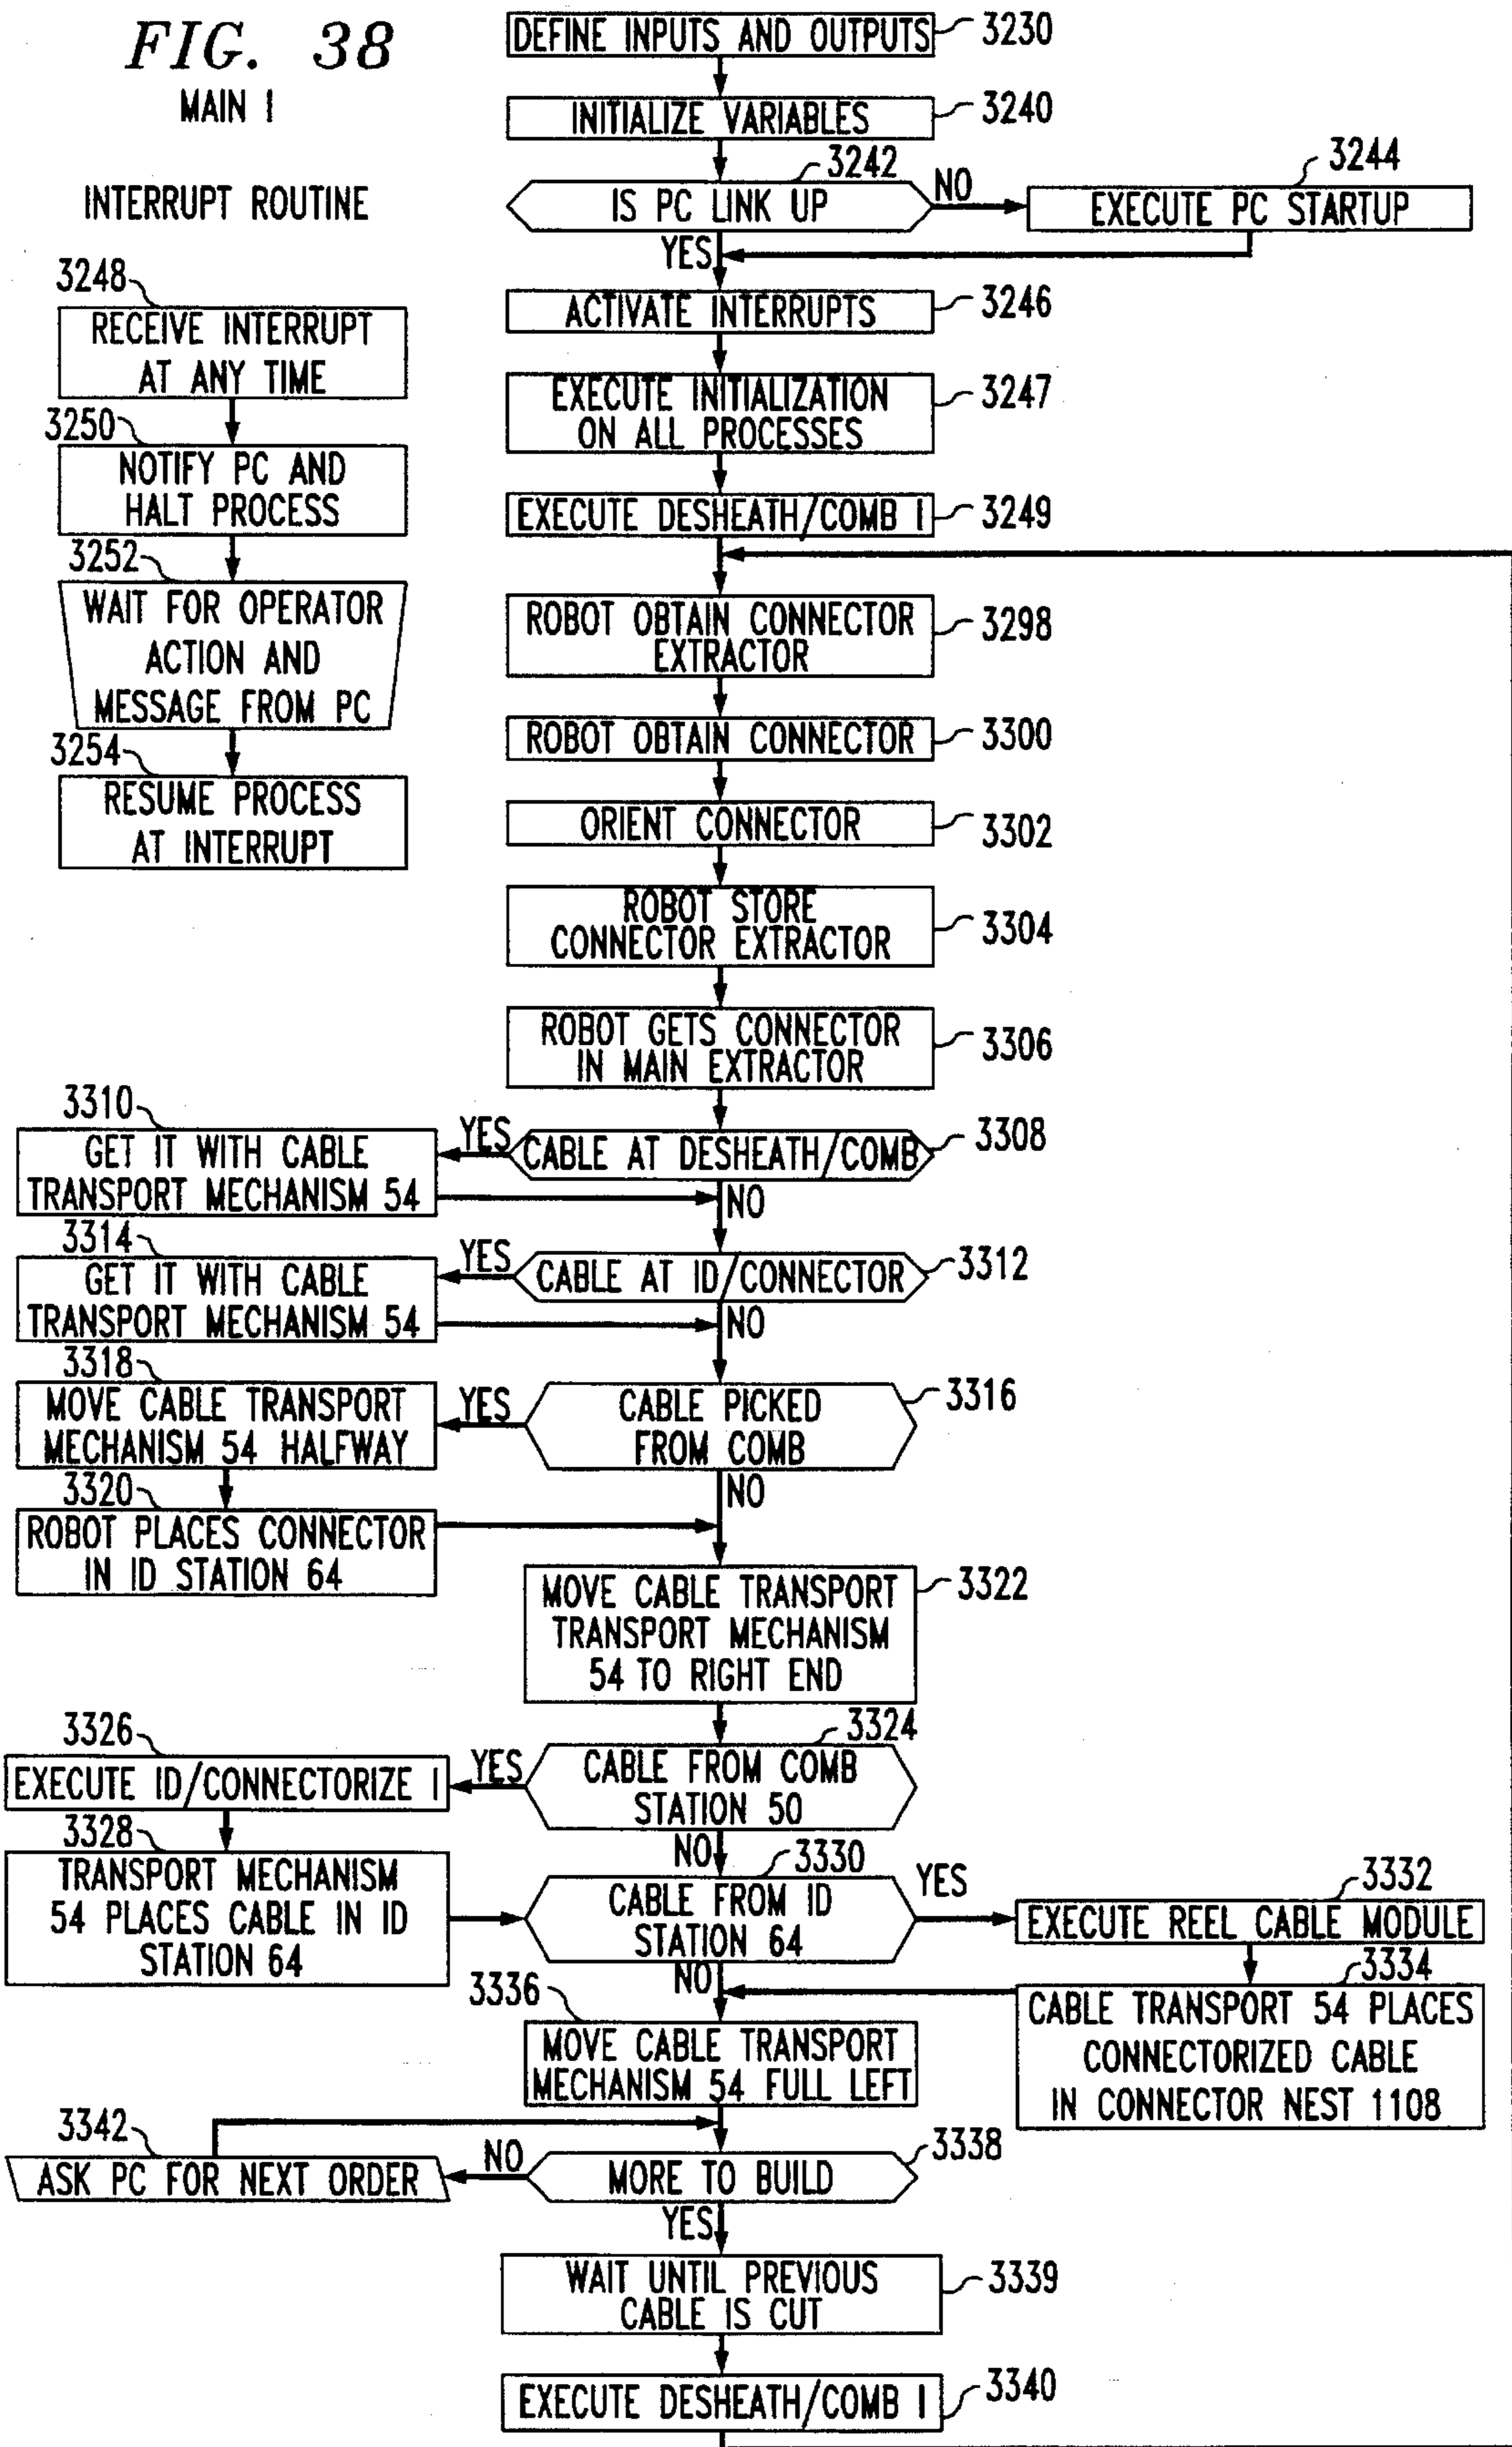 FIG. 38
MAIN I
INTERRUPT ROUTINE
3248
RECEIVE INTERRUPT
AT ANY TIME
3250
NOTIFY PC AND
HALT PROCESS
3252
WAIT FOR OPERATOR
ACTION AND
MESSAGE FROM PC
3254
RESUME PROCESS
AT INTERRUPT
DEFINE INPUTS AND OUTPUTS
3230
INITIALIZE VARIABLES
3240
3242
IS PC LINK UP
NO
3244
EXECUTE PC STARTUP
YES
ACTIVATE INTERRUPTS
3246
EXECUTE INITIALIZATION
ON ALL PROCESSES
3247
EXECUTE DESHEATH/COMB I
3249
ROBOT OBTAIN CONNECTOR
EXTRACTOR
3298
ROBOT OBTAIN CONNECTOR
3300
ORIENT CONNECTOR
3302
ROBOT STORE
CONNECTOR EXTRACTOR
3304
ROBOT GETS CONNECTOR
IN MAIN EXTRACTOR
3306
CABLE AT DESHEATH/COMB
3308
YES
3310
GET IT WITH CABLE
TRANSPORT MECHANISM 54
NO
CABLE AT ID/CONNECTOR
3312
YES
3314
GET IT WITH CABLE
TRANSPORT MECHANISM 54
NO
CABLE PICKED
FROM COMB
3316
YES
3318
MOVE CABLE TRANSPORT
MECHANISM 54 HALFWAY
3320
ROBOT PLACES CONNECTOR
IN ID STATION 64
NO
MOVE CABLE TRANSPORT
TRANSPORT MECHANISM
54 TO RIGHT END
3322
3324
CABLE FROM COMB
STATION 50
YES
3326
EXECUTE ID/CONNECTORIZE I
3328
TRANSPORT MECHANISM
54 PLACES CABLE IN ID
STATION 64
NO
3330
CABLE FROM ID
STATION 64
YES
3332
EXECUTE REEL CABLE MODULE
3334
CABLE TRANSPORT 54 PLACES
CONNECTORIZED CABLE
IN CONNECTOR NEST 1108
NO
3336
MOVE CABLE TRANSPORT
MECHANISM 54 FULL LEFT
3338
MORE TO BUILD
NO
3342
ASK PC FOR NEXT ORDER
YES
WAIT UNTIL PREVIOUS
CABLE IS CUT
3339
EXECUTE DESHEATH/COMB I
3340